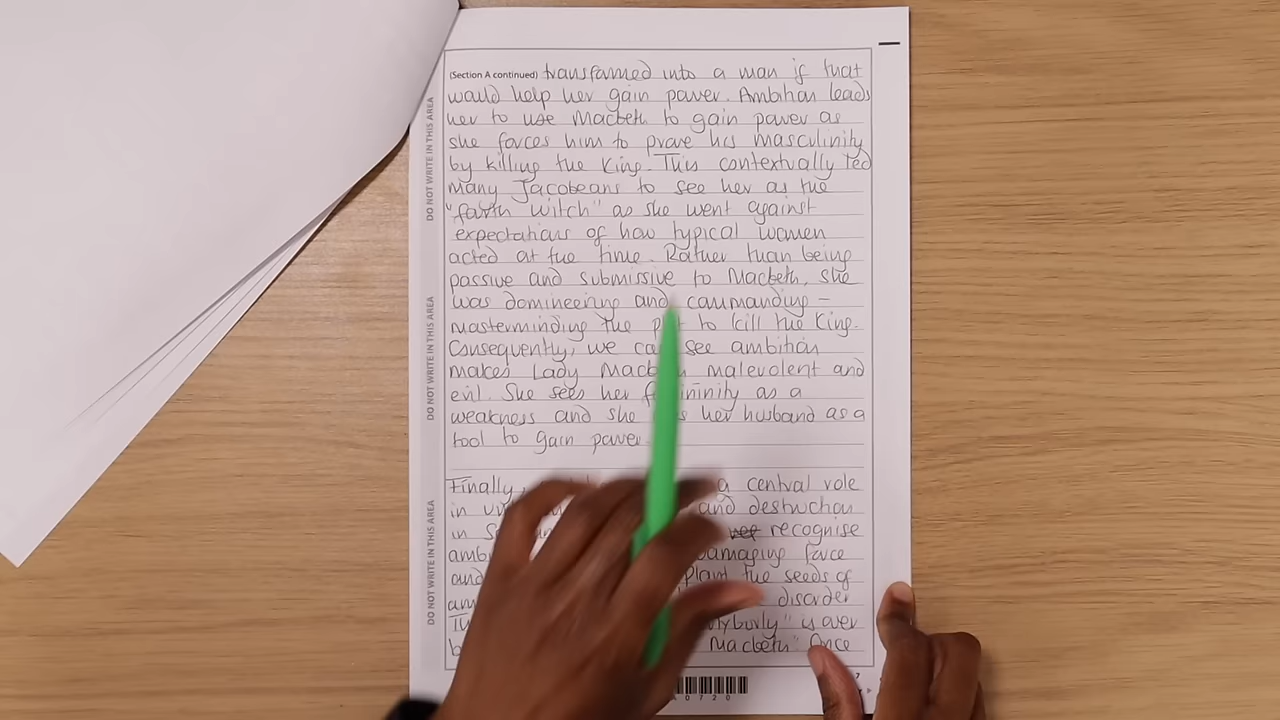 (Section A continued) transformed into a man if that
would help her gain power. Ambition leads
her to use Macbeth to gain power as
she forces him to prove his masculinity
by killing the King. This contextually led
many Jacobeans to see her as the
"fourth witch" as she went against
expectations of how typical women
acted at the time. Rather than being
passive and submissive to Macbeth, she
was domineering and commanding -
masterminding the to kill the King.
Consequently, we can see ambition
makes Lady Macbeth malevolent and
evil. She sees her femininity as a
weakness and she her husband as a
tool to gain power.
Finally, a central role
in and destruction
in recognise
damaging force
and plant the seeds of
disorder
is over
Macbeth" Once
DO NOT WRITE IN THIS AREA
DO NOT WRITE IN THIS AREA
DO NOT WRITE IN THIS AREA